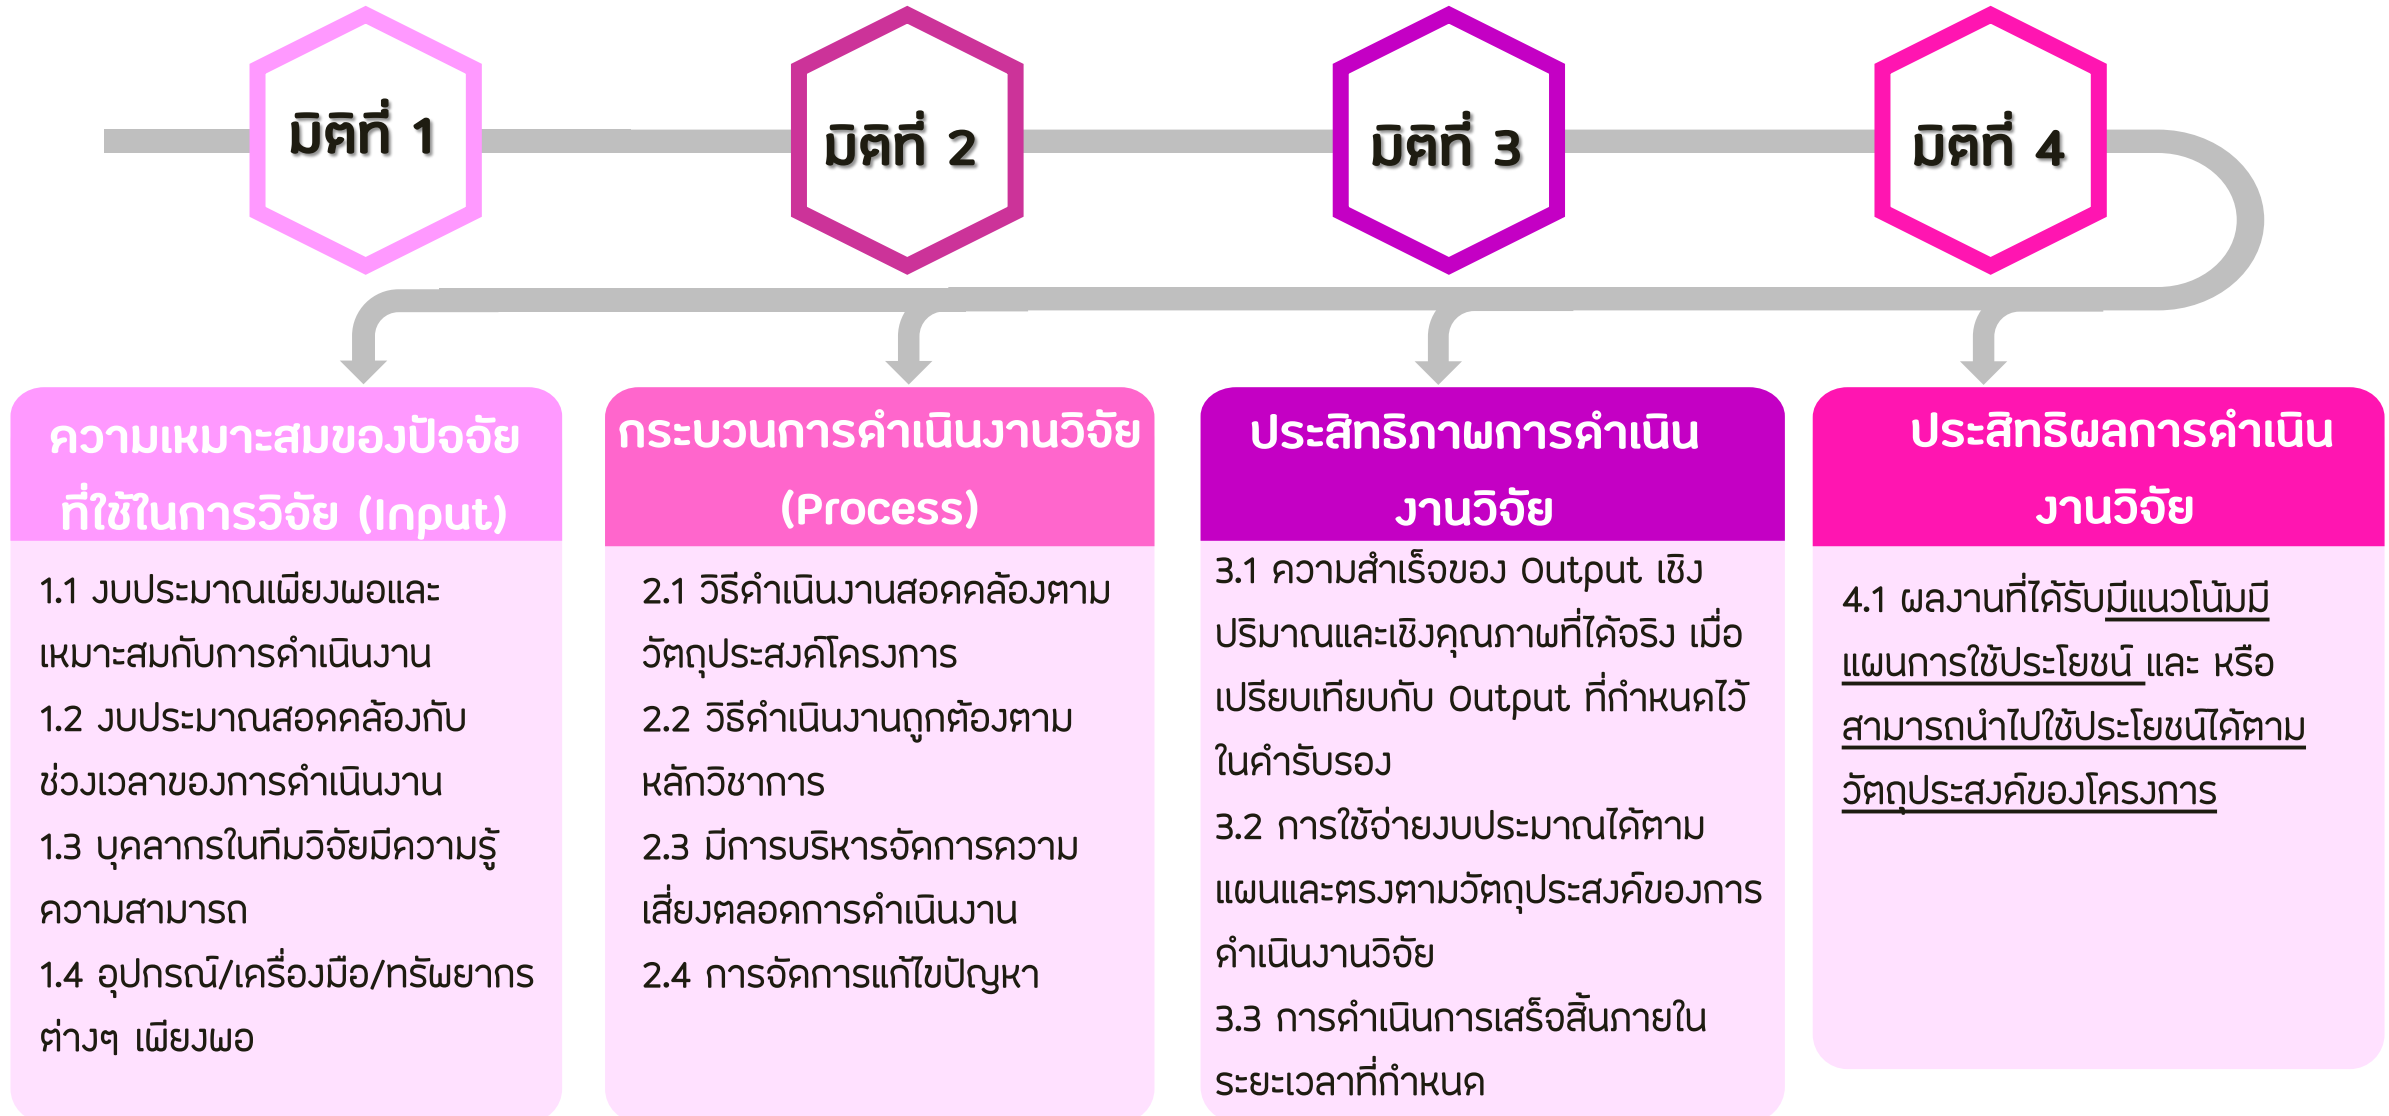 มิติที่ 1
มิติที่ 2
มิติที่ 3
มิติที่ 4
ความเหมาะสมของปัจจัย
ที่ใช้ในการวิจัย (Input)
1.1 งบประมาณเพียงพอและ
เหมาะสมกับการดำเนินงาน
1.2 งบประมาณสอดคล้องกับ
ช่วงเวลาของการดำเนินงาน
1.3 บุคลากรในทีมวิจัยมีความรู้
ความสามารถ
1.4 อุปกรณ์/เครื่องมือ/ทรัพยากร
ต่างๆ เพียงพอ
กระบวนการดำเนินงานวิจัย
(Process)
2.1 วิธีดำเนินงานสอดคล้องตาม
วัตถุประสงค์โครงการ
2.2 วิธีดำเนินงานถูกต้องตาม
หลักวิชาการ
2.3 มีการบริหารจัดการความ
เสี่ยงตลอดการดำเนินงาน
2.4 การจัดการแก้ไขปัญหา
ประสิทธิภาพการดำเนิน
งานวิจัย
3.1 ความสำเร็จของ Output เชิง
ปริมาณและเชิงคุณภาพที่ได้จริง เมื่อ
เปรียบเทียบกับ Output ที่กำหนดไว้
ในคำรับรอง
3.2 การใช้จ่ายงบประมาณได้ตาม
แผนและตรงตามวัตถุประสงค์ของการ
ดำเนินงานวิจัย
3.3 การดำเนินการเสร็จสิ้นภายใน
ระยะเวลาที่กำหนด
ประสิทธิผลการดำเนิน
งานวิจัย
4.1 ผลงานที่ได้รับมีแนวโน้มมี
แผนการใช้ประโยชน์ และ หรือ
สามารถนำไปใช้ประโยชน์ได้ตาม
วัตถุประสงค์ของโครงการ